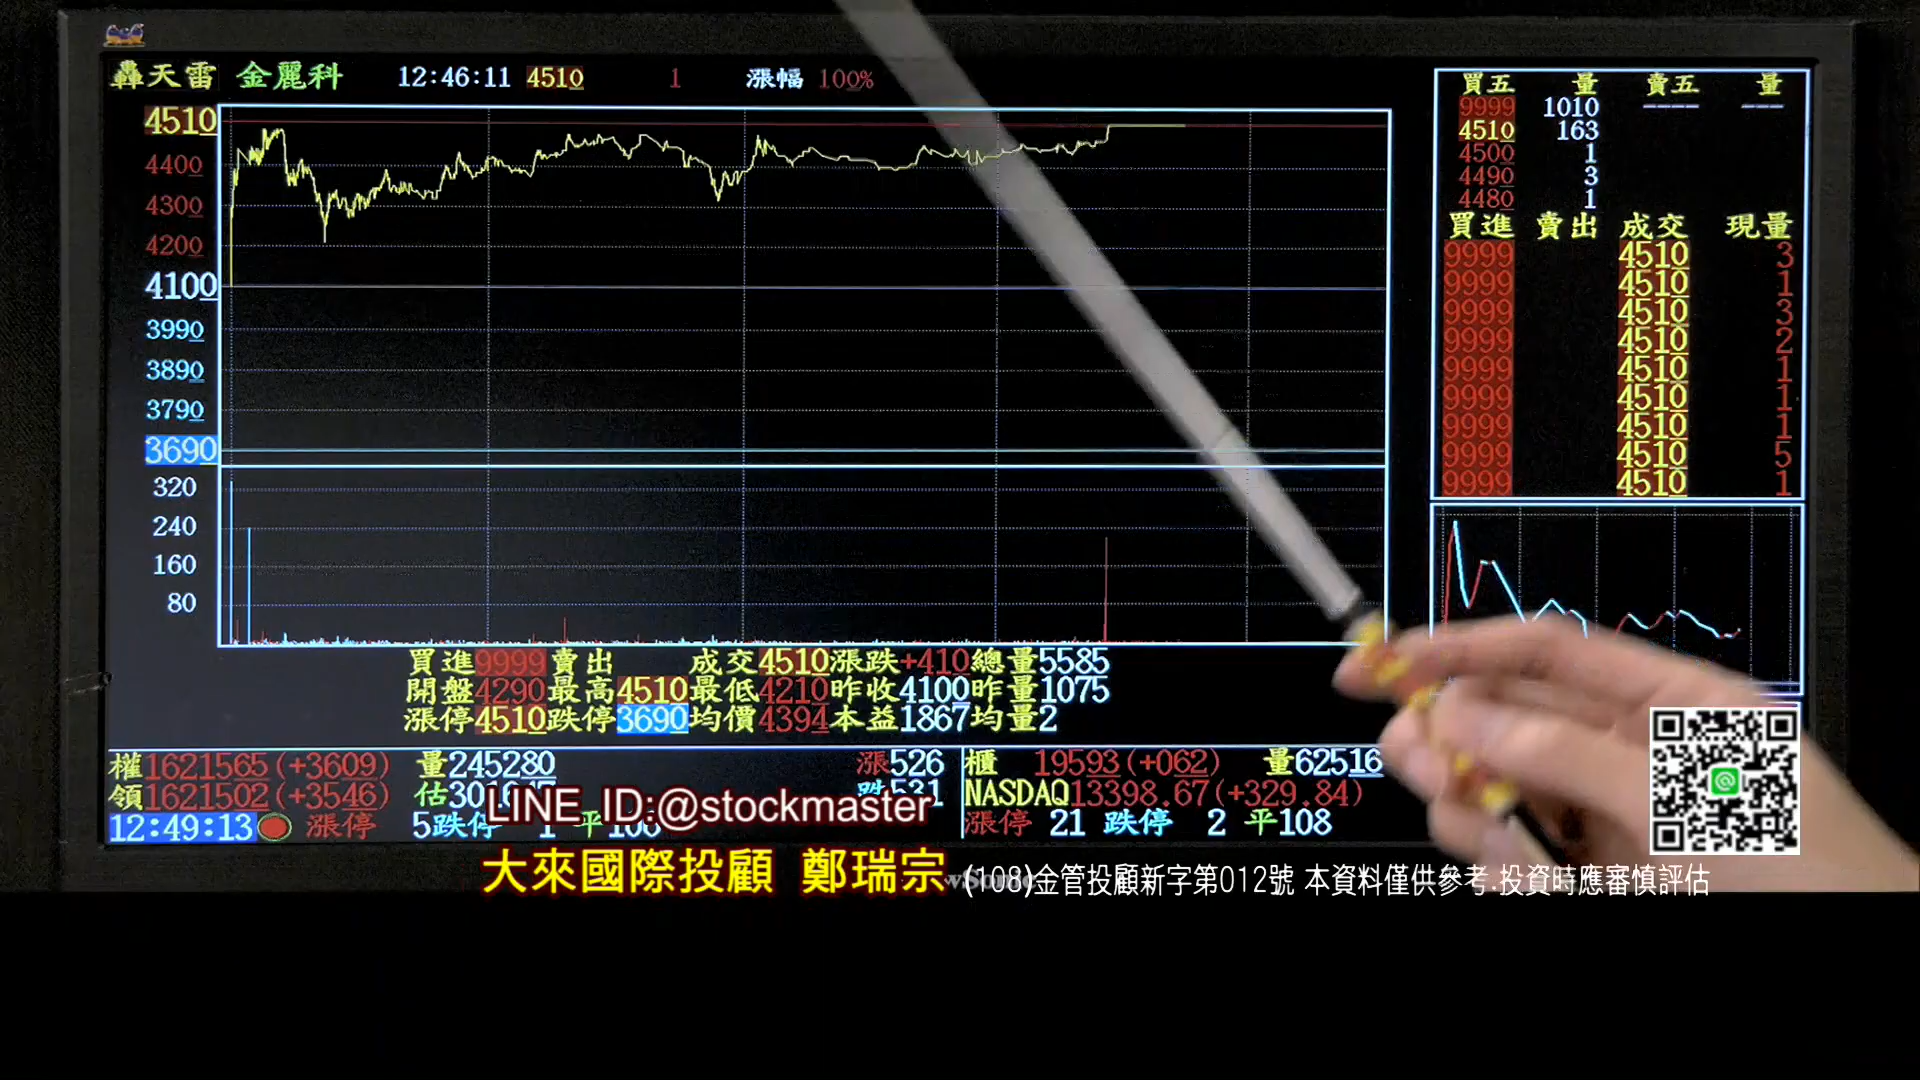 轟天雷 金麗科 12:46:11 4510 1 漲幅 100%
4510
4400
4300
4200
4100
3990
3890
3790
3690
320
240
160
80
買五 量 賣五 量
9999 1010 ---- ---
4510 163
4500 1
4490 3
4480 1
買進 賣出 成交 現量
9999 4510 3
9999 4510 1
9999 4510 3
9999 4510 2
9999 4510 1
9999 4510 1
9999 4510 1
9999 4510 5
9999 4510 1
買進9999 賣出 成交4510漲跌+410總量5585
開盤4290最高4510最低4210昨收4100昨量1075
漲停4510跌停3690均價4394本益1867均量2
權1621565(+3609) 量245280 漲526
領1621502(+3546) 估 跌531
12:49:13 漲停 5跌停 1 平106
櫃 19593(+062) 量62516
NASDAQ13398.67(+329.84)
漲停 21 跌停 2 平108
LINE ID:@stockmaster
大來國際投顧 鄭瑞宗 (108)金管投顧新字第012號 本資料僅供參考.投資時應審慎評估